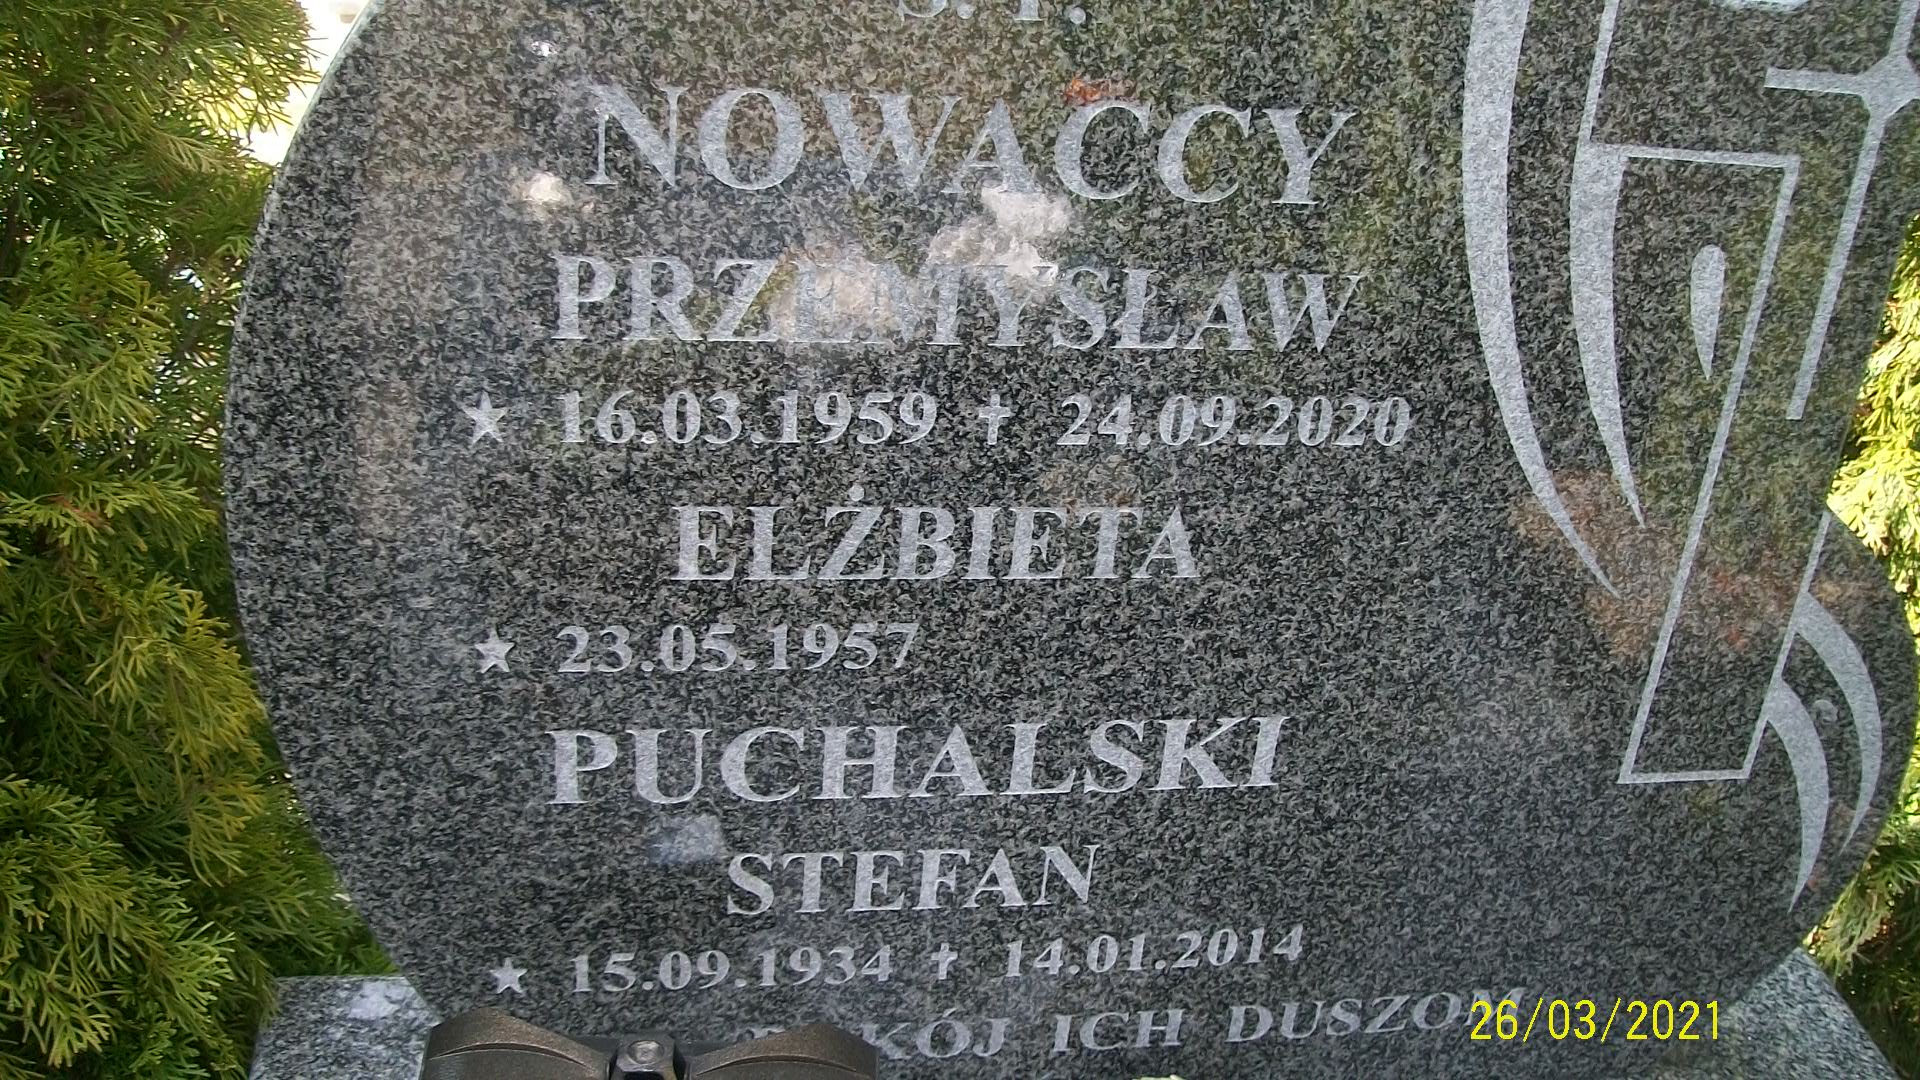 Ś. P.
NOWACCY
PRZEMYSŁAW
★ 16.03.1959 ✝ 24.09.2020
ELŻBIETA
★ 23.05.1957
PUCHALSKI
STEFAN
★ 15.09.1934 ✝ 14.01.2014
ICH DUSZOM
26/03/2021